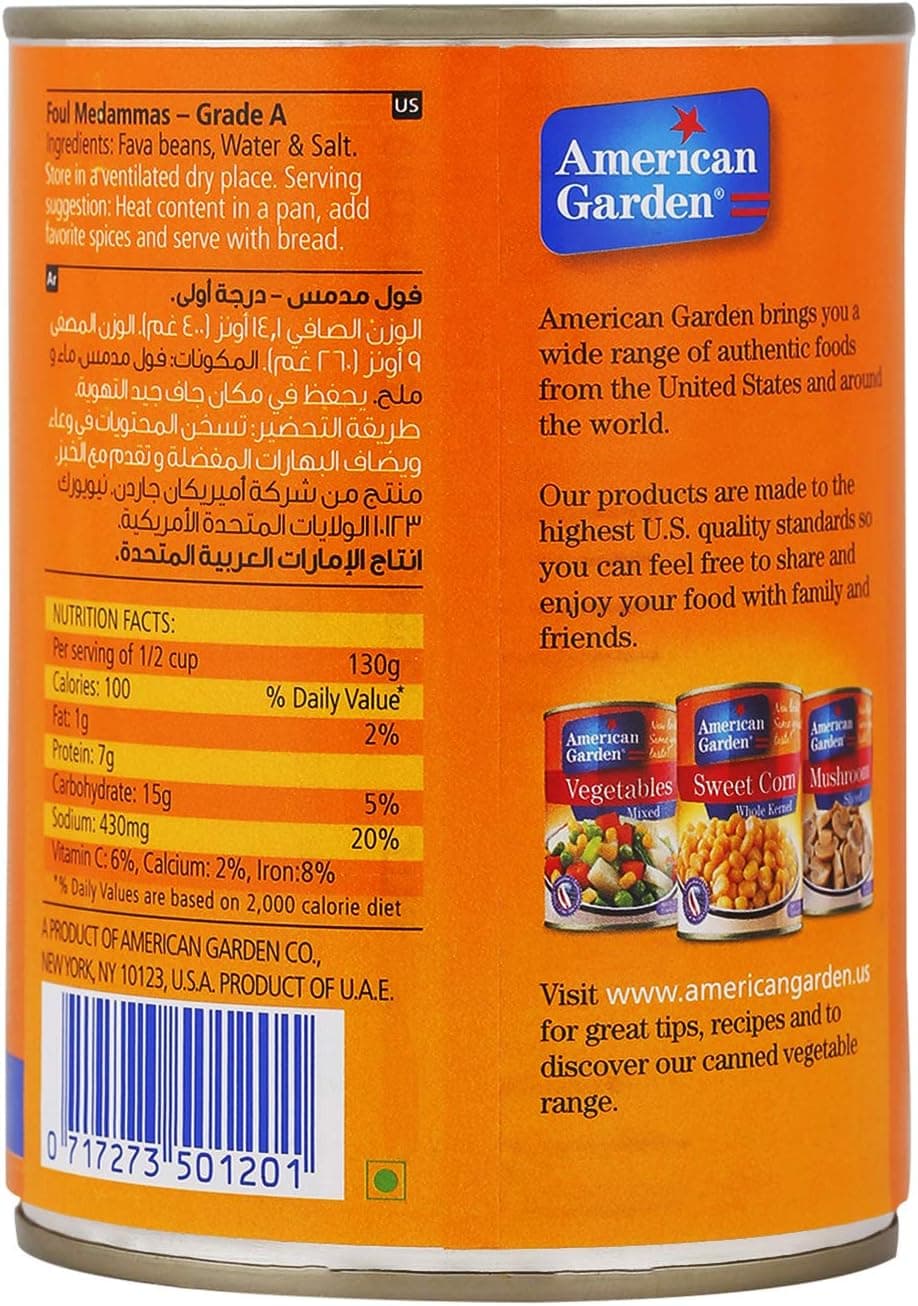 Foul Medammas – Grade A
US
Ingredients: Fava beans, Water & Salt.
Store in a ventilated dry place. Serving
suggestion: Heat content in a pan, add
favorite spices and serve with bread.
Ar
فول مدمس - درجة أولى.
الوزن الصافي ١٤,١ أونز (٤٠٠ غم). الوزن المصفى
٩ أونز (٢٦٠ غم). المكونات: فول مدمس، ماء و
ملح. يحفظ في مكان جاف جيد التهوية.
طريقة التحضير: تسخن المحتويات في وعاء
ويضاف البهارات المفضلة و تقدم مع الخبز.
منتج من شركة أميريكان جاردن. نيويورك
١٠١٢٣ الولايات المتحدة الأمريكية.
انتاج الإمارات العربية المتحدة.
NUTRITION FACTS:
Per serving of 1/2 cup 130g
Calories: 100 % Daily Value*
Fat: 1g 2%
Protein: 7g
Carbohydrate: 15g 5%
Sodium: 430mg 20%
Vitamin C: 6%, Calcium: 2%, Iron:8%
*% Daily Values are based on 2,000 calorie diet
A PRODUCT OF AMERICAN GARDEN CO.,
NEW YORK, NY 10123, U.S.A. PRODUCT OF U.A.E.
0 717273 501201
American
Garden®
American Garden brings you a
wide range of authentic foods
from the United States and around
the world.
Our products are made to the
highest U.S. quality standards so
you can feel free to share and
enjoy your food with family and
friends.
American
Garden
Vegetables
Mixed
American
Garden
Sweet Corn
Whole Kernel
American
Garden
Mushroom
Visit www.americangarden.us
for great tips, recipes and to
discover our canned vegetable
range.